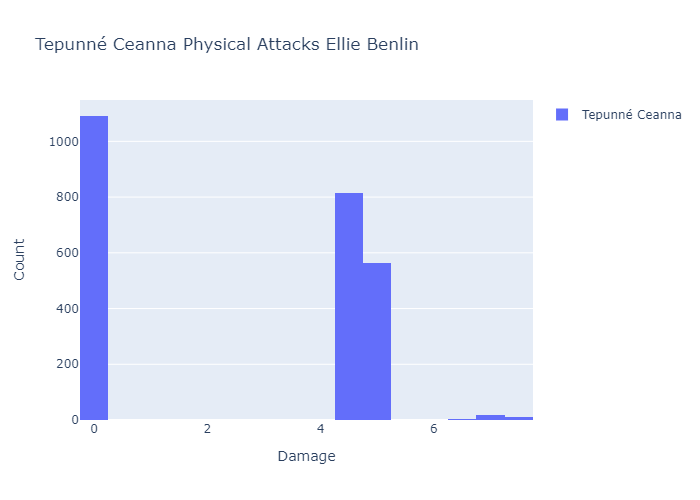 Tepunné Ceanna Physical Attacks Ellie Benlin
Tepunné Ceanna
1000
800
600
400
200
0
0 2 4 6
Count
Damage